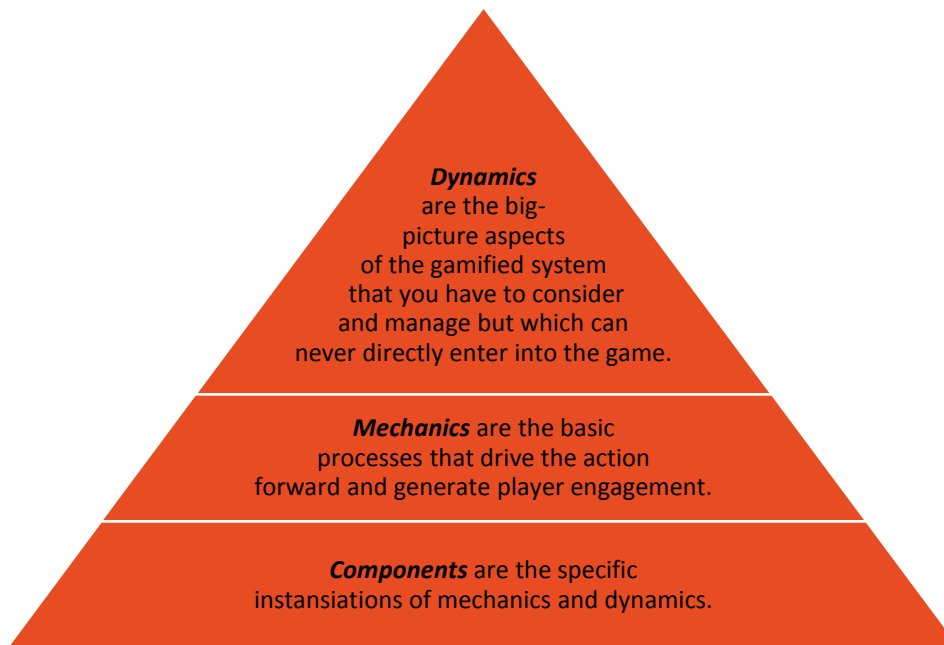 Dynamics
are the big-
picture aspects
of the gamified system
that you have to consider
and manage but which can
never directly enter into the game.
Mechanics are the basic
processes that drive the action
forward and generate player engagement.
Components are the specific
instansiations of mechanics and dynamics.